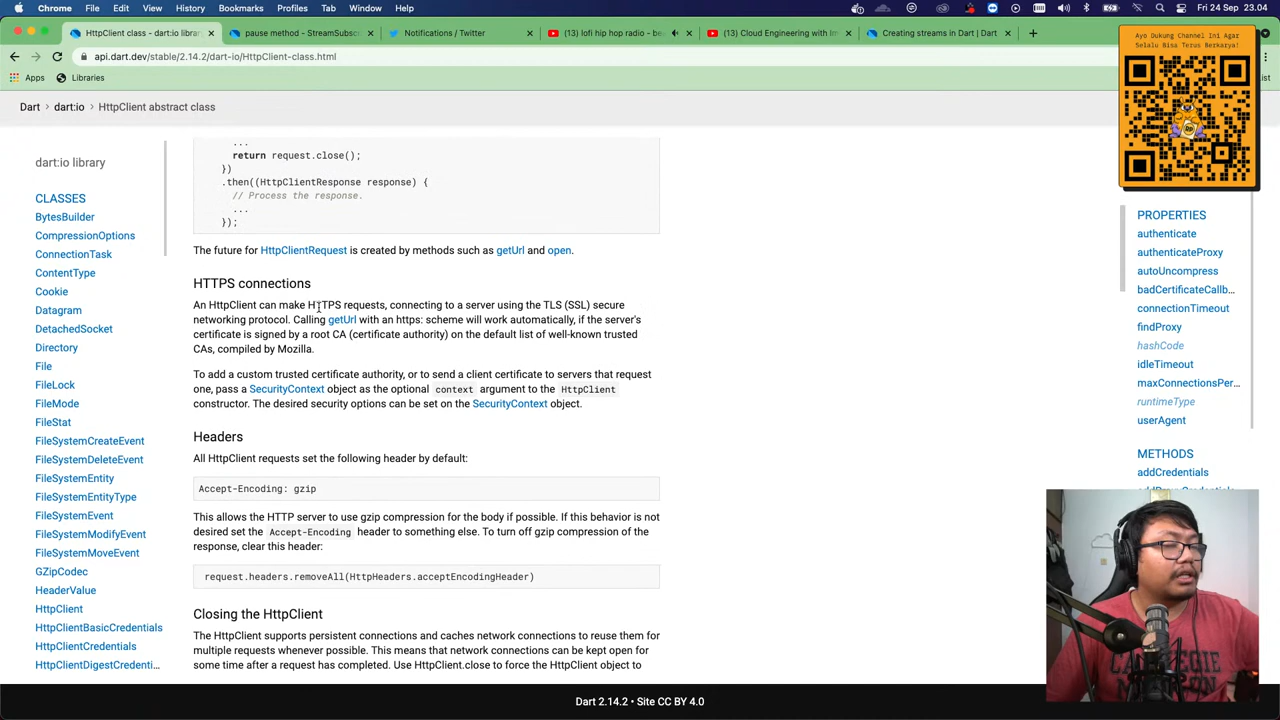 Chrome File Edit View History Bookmarks Profiles Tab Window Help Fri 24 Sep 23.04
HttpClient class - dart:io library
pause method - StreamSubscr
Notifications / Twitter
(13) lofi hip hop radio - be
(13) Cloud Engineering with Im
Creating streams in Dart | Dart
api.dart.dev/stable/2.14.2/dart-io/HttpClient-class.html
Apps Libraries
Ayo Dukung Channel Ini Agar
Selalu Bisa Terus Berkarya!
Dart dart:io HttpClient abstract class
dart:io library
CLASSES
BytesBuilder
CompressionOptions
ConnectionTask
ContentType
Cookie
Datagram
DetachedSocket
Directory
File
FileLock
FileMode
FileStat
FileSystemCreateEvent
FileSystemDeleteEvent
FileSystemEntity
FileSystemEntityType
FileSystemEvent
FileSystemModifyEvent
FileSystemMoveEvent
GZipCodec
HeaderValue
HttpClient
HttpClientBasicCredentials
HttpClientCredentials
HttpClientDigestCredenti...
...
return request.close();
})
.then((HttpClientResponse response) {
// Process the response.
...
});
The future for HttpClientRequest is created by methods such as getUrl and open.
HTTPS connections
An HttpClient can make HTTPS requests, connecting to a server using the TLS (SSL) secure
networking protocol. Calling getUrl with an https: scheme will work automatically, if the server's
certificate is signed by a root CA (certificate authority) on the default list of well-known trusted
CAs, compiled by Mozilla.
To add a custom trusted certificate authority, or to send a client certificate to servers that request
one, pass a SecurityContext object as the optional context argument to the HttpClient
constructor. The desired security options can be set on the SecurityContext object.
Headers
All HttpClient requests set the following header by default:
Accept-Encoding: gzip
This allows the HTTP server to use gzip compression for the body if possible. If this behavior is not
desired set the Accept-Encoding header to something else. To turn off gzip compression of the
response, clear this header:
request.headers.removeAll(HttpHeaders.acceptEncodingHeader)
Closing the HttpClient
The HttpClient supports persistent connections and caches network connections to reuse them for
multiple requests whenever possible. This means that network connections can be kept open for
some time after a request has completed. Use HttpClient.close to force the HttpClient object to
PROPERTIES
authenticate
authenticateProxy
autoUncompress
badCertificateCallb...
connectionTimeout
findProxy
hashCode
idleTimeout
maxConnectionsPer...
runtimeType
userAgent
METHODS
addCredentials
Dart 2.14.2 • Site CC BY 4.0